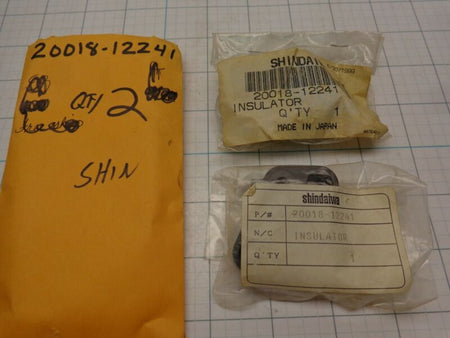 20018-12241
QTY 2
SHIN
SHINDAIWA
20018-12241
INSULATOR
Q'TY 1
MADE IN JAPAN
shindaiwa
P/# 20018-12241
N/C INSULATOR
Q'TY 1